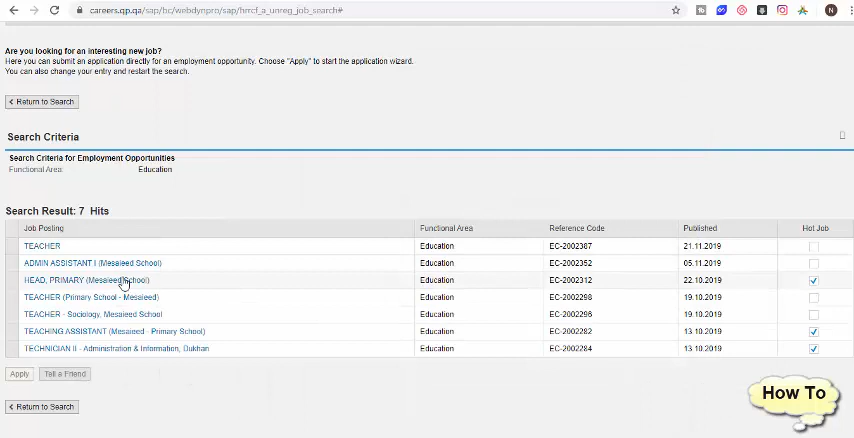 careers.qp.qa/sap/bc/webdynpro/sap/hrrcf_a_unreg_job_search#
N
Are you looking for an interesting new job?
Here you can submit an application directly for an employment opportunity. Choose "Apply" to start the application wizard.
You can also change your entry and restart the search.
Return to Search
Search Criteria
Search Criteria for Employment Opportunities
Functional Area: Education
Search Result: 7 Hits
Job Posting Functional Area Reference Code Published Hot Job
TEACHER Education EC-2002387 21.11.2019
ADMIN ASSISTANT I (Mesaieed School) Education EC-2002352 05.11.2019
HEAD, PRIMARY (Mesaieed School) Education EC-2002312 22.10.2019
TEACHER (Primary School - Mesaieed) Education EC-2002298 19.10.2019
TEACHER - Sociology, Mesaieed School Education EC-2002296 19.10.2019
TEACHING ASSISTANT (Mesaieed - Primary School) Education EC-2002282 13.10.2019
TECHNICIAN II - Administration & Information, Dukhan Education EC-2002284 13.10.2019
Apply Tell a Friend
How To
Return to Search